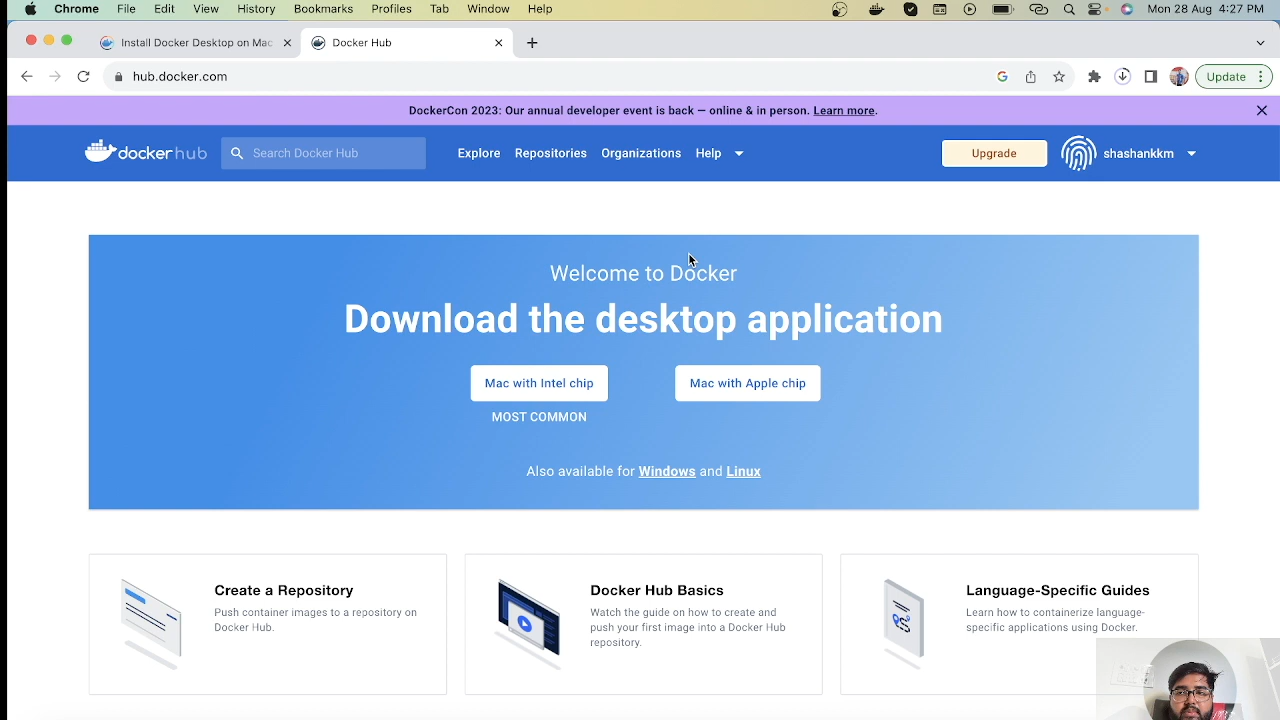 Chrome File Edit View History Bookmarks Profiles Tab Window Help Mon 28 Aug 4:27 PM
Install Docker Desktop on Mac Docker Hub
hub.docker.com Update
DockerCon 2023: Our annual developer event is back — online & in person. Learn more.
dockerhub Search Docker Hub Explore Repositories Organizations Help Upgrade shashankkm
Welcome to Docker
Download the desktop application
Mac with Intel chip Mac with Apple chip
MOST COMMON
Also available for Windows and Linux
Create a Repository
Push container images to a repository on
Docker Hub.
Docker Hub Basics
Watch the guide on how to create and
push your first image into a Docker Hub
repository.
Language-Specific Guides
Learn how to containerize language-
specific applications using Docker.